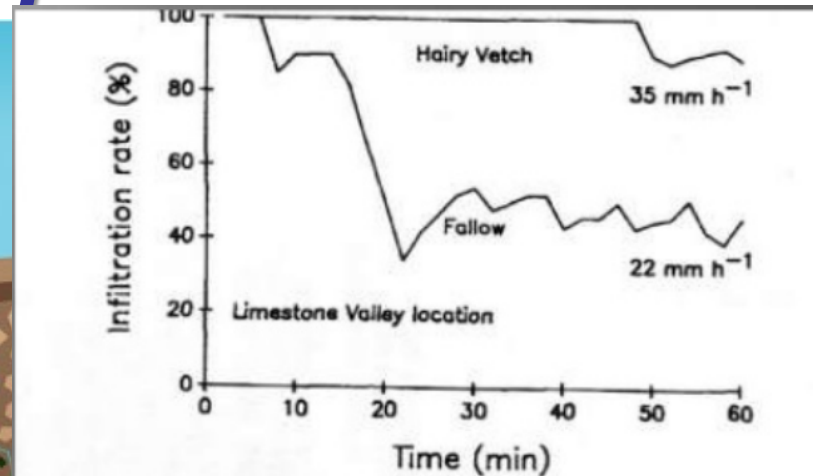 100
Hairy Vetch
35 mm h⁻¹
80
60
Fallow
40
22 mm h⁻¹
20
Limestone Valley location
0
0 10 20 30 40 50 60
Infiltration rate (%)
Time (min)